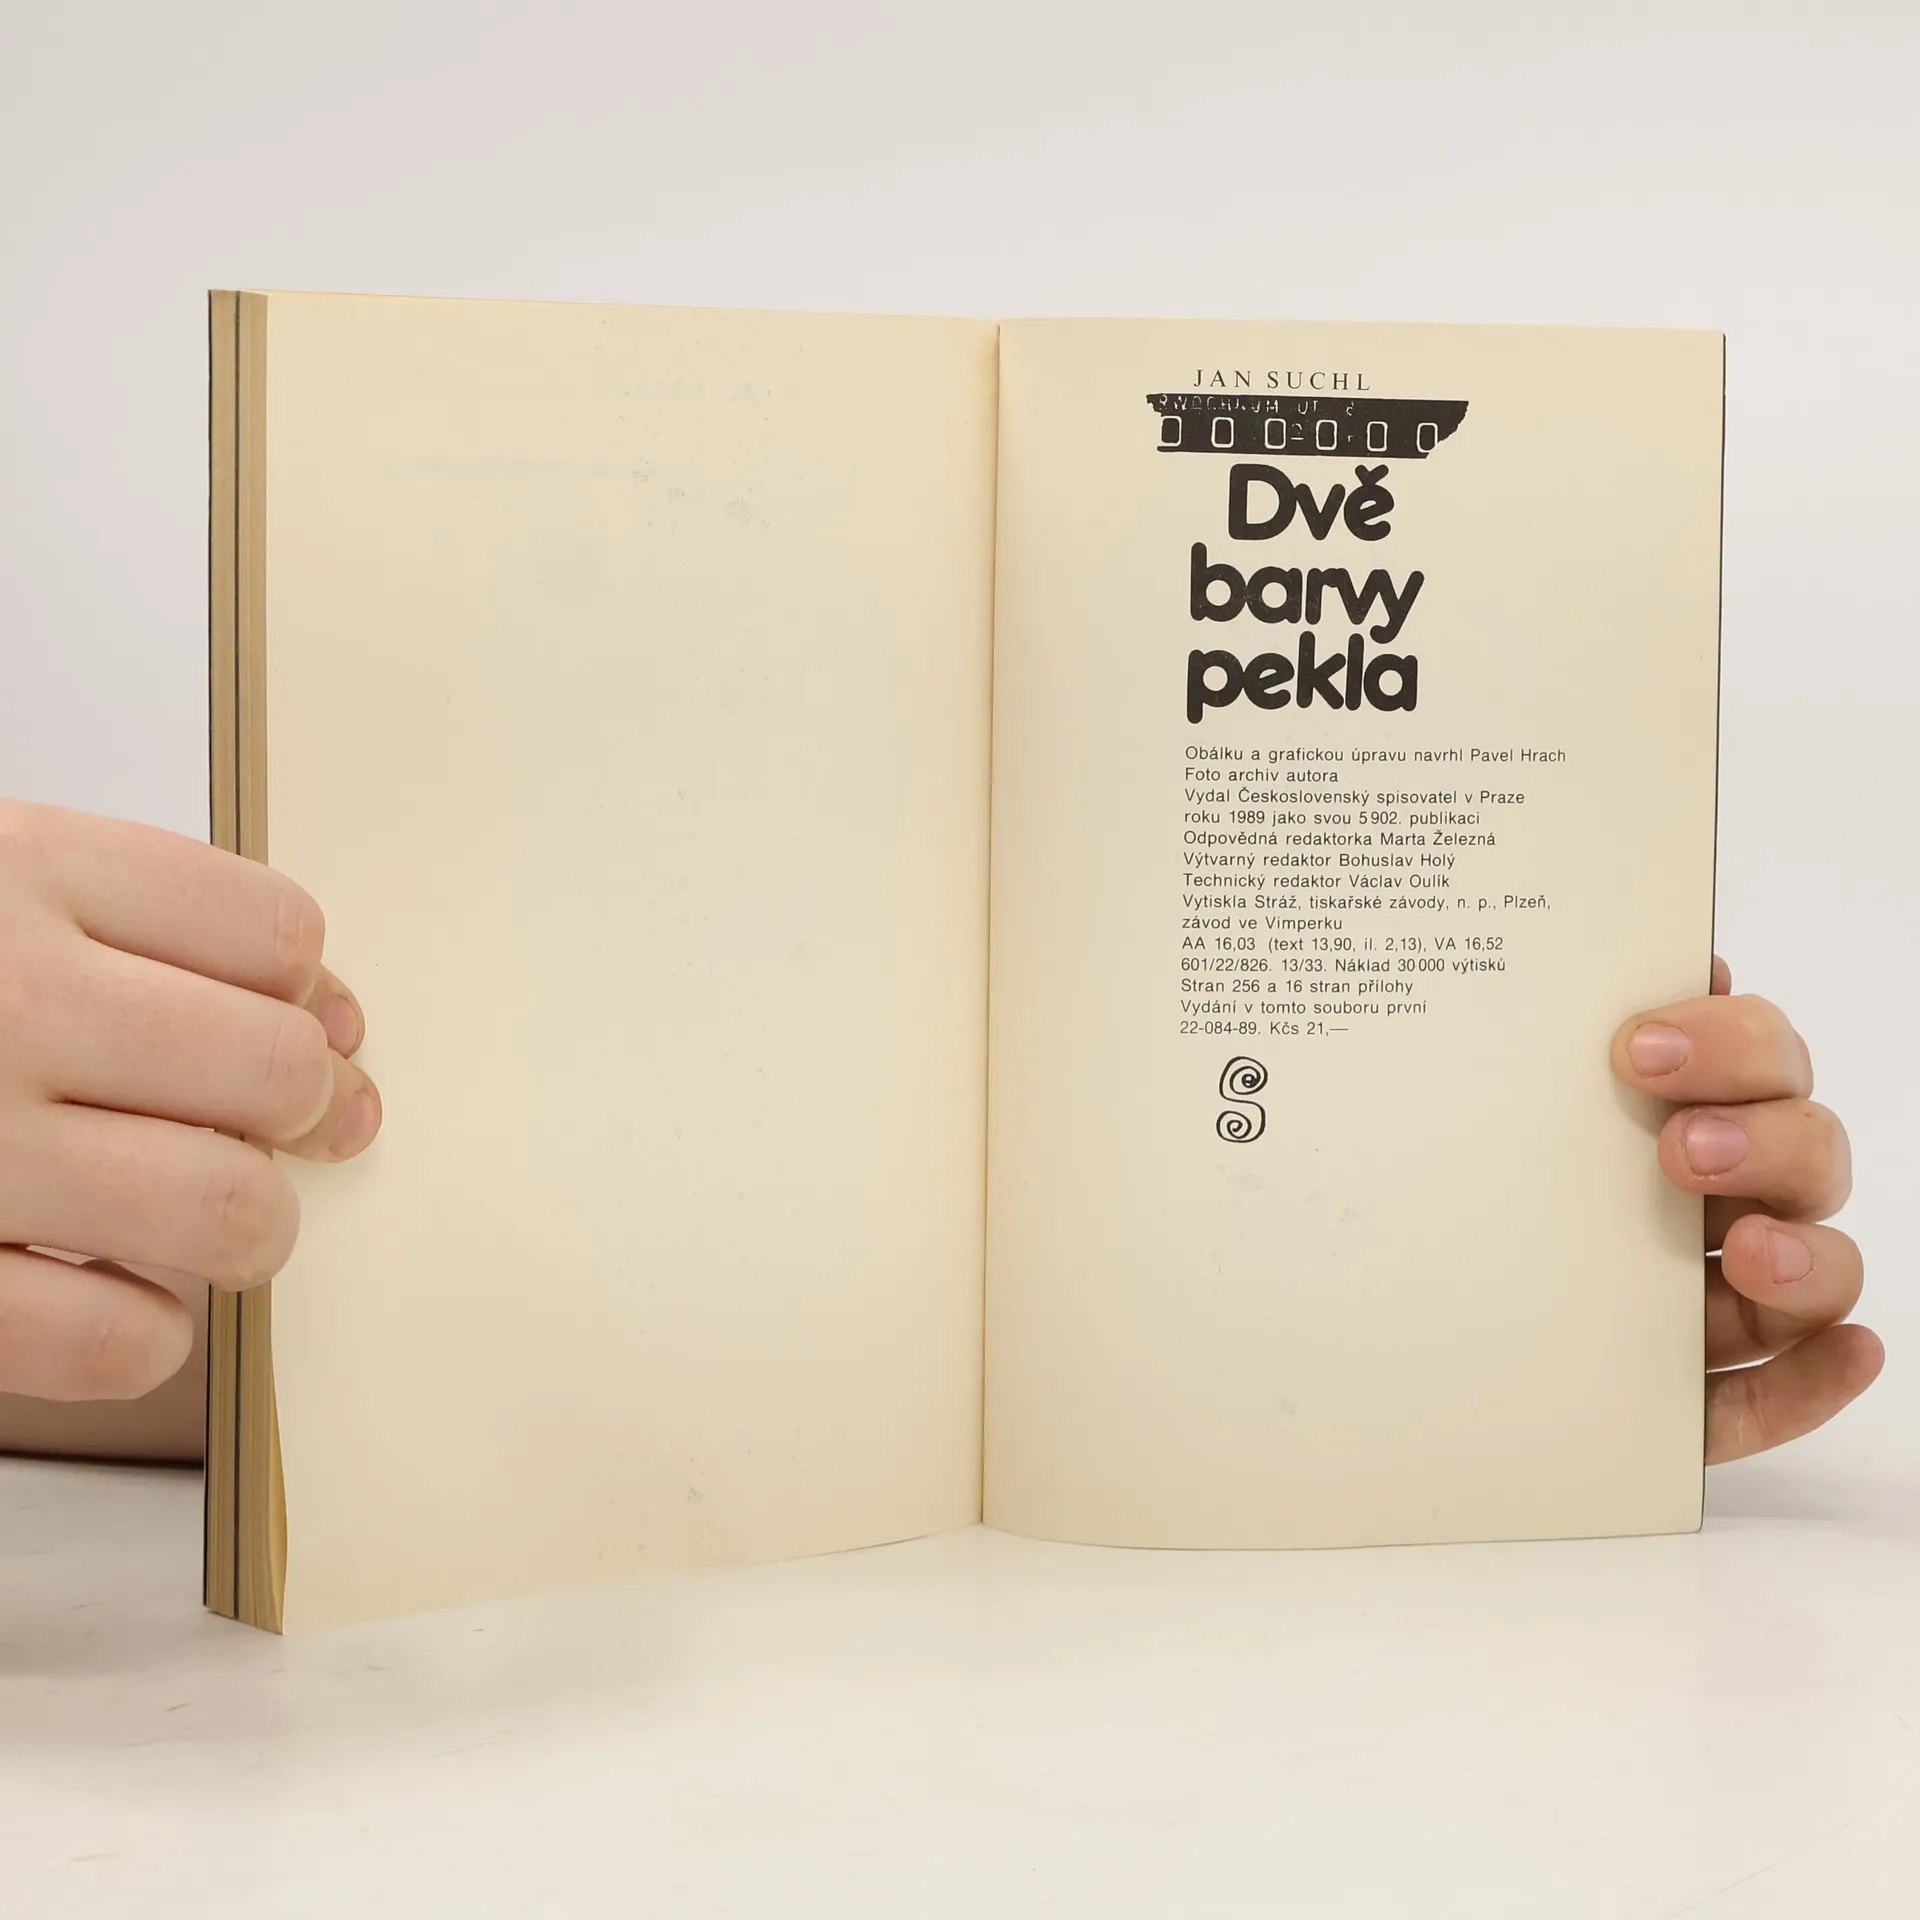 JAN SUCHL
Dvě
barvy
pekla
Obálku a grafickou úpravu navrhl Pavel Hrach
Foto archiv autora
Vydal Československý spisovatel v Praze
roku 1989 jako svou 5 902. publikaci
Odpovědná redaktorka Marta Železná
Výtvarný redaktor Bohuslav Holý
Technický redaktor Václav Oulík
Vytiskla Stráž, tiskařské závody, n. p., Plzeň,
závod ve Vimperku
AA 16,03 (text 13,90, il. 2,13), VA 16,52
601/22/826. 13/33. Náklad 30 000 výtisků
Stran 256 a 16 stran přílohy
Vydání v tomto souboru první
22-084-89. Kčs 21,—